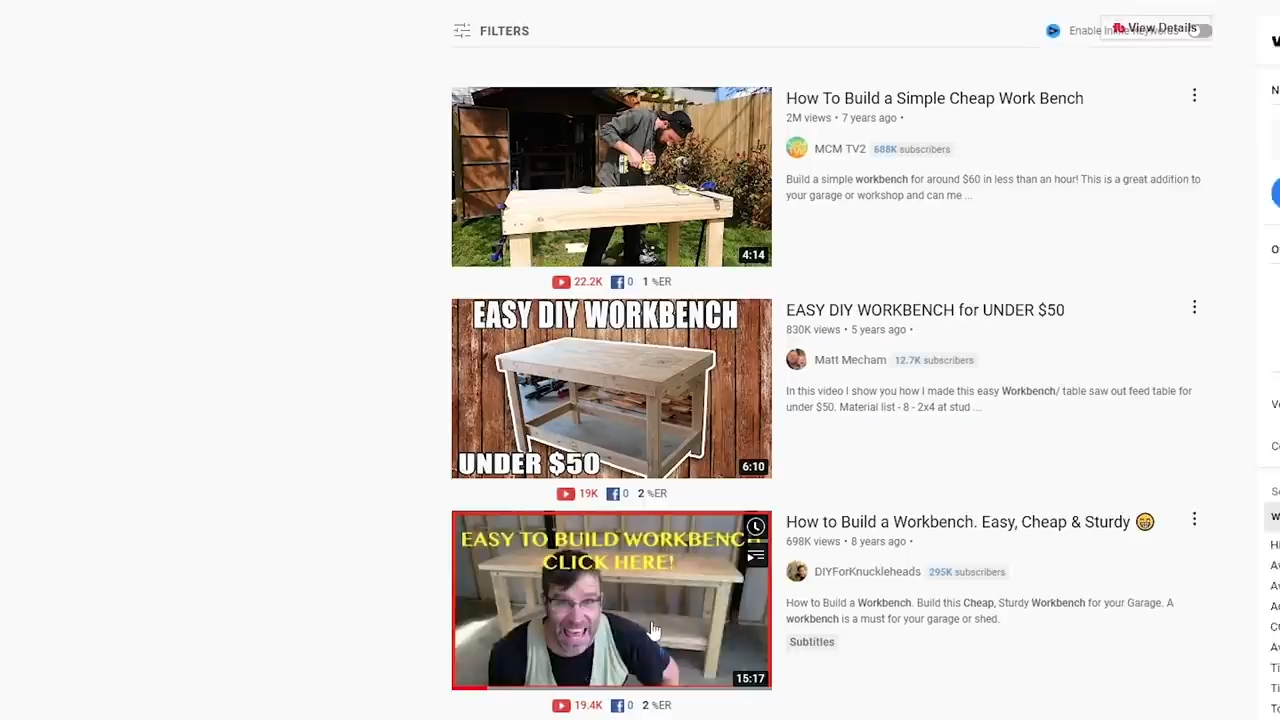 FILTERS
View Details
How To Build a Simple Cheap Work Bench
2M views • 7 years ago •
MCM TV2 688K subscribers
Build a simple workbench for around $60 in less than an hour! This is a great addition to
your garage or workshop and can me ...
4:14
22.2K 0 1 %ER
EASY DIY WORKBENCH
UNDER $50
6:10
EASY DIY WORKBENCH for UNDER $50
830K views • 5 years ago •
Matt Mecham 12.7K subscribers
In this video I show you how I made this easy Workbench/ table saw out feed table for
under $50. Material list - 8 - 2x4 at stud ...
19K 0 2 %ER
EASY TO BUILD WORKBENC
CLICK HERE!
15:17
How to Build a Workbench. Easy, Cheap & Sturdy 😁
698K views • 8 years ago •
DIYForKnuckleheads 295K subscribers
How to Build a Workbench. Build this Cheap, Sturdy Workbench for your Garage. A
workbench is a must for your garage or shed.
Subtitles
19.4K 0 2 %ER